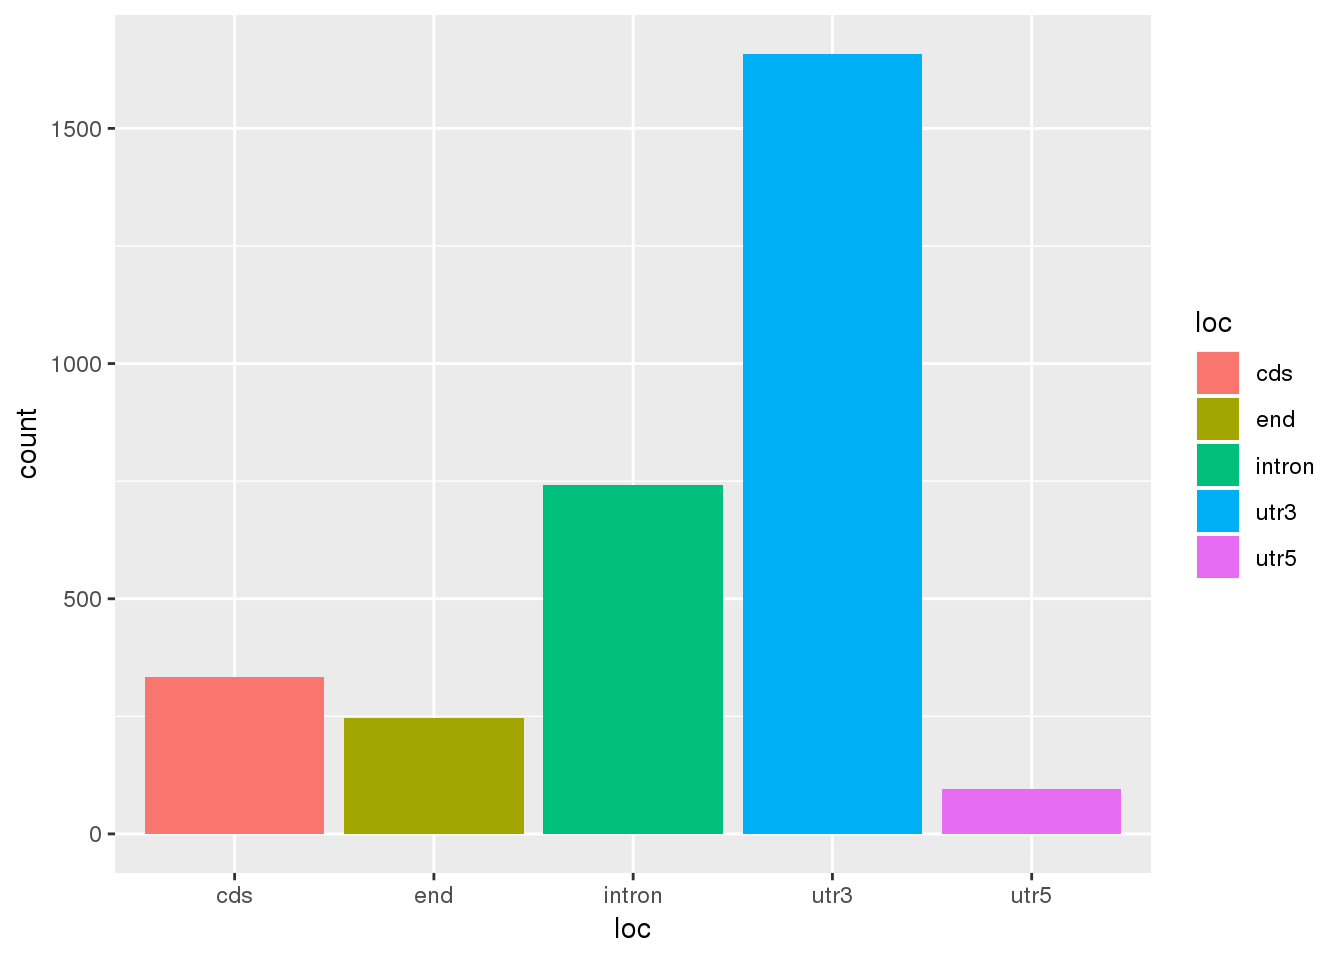 1500
1000
500
0
count
cds
end
intron
utr3
utr5
loc
loc
cds
end
intron
utr3
utr5